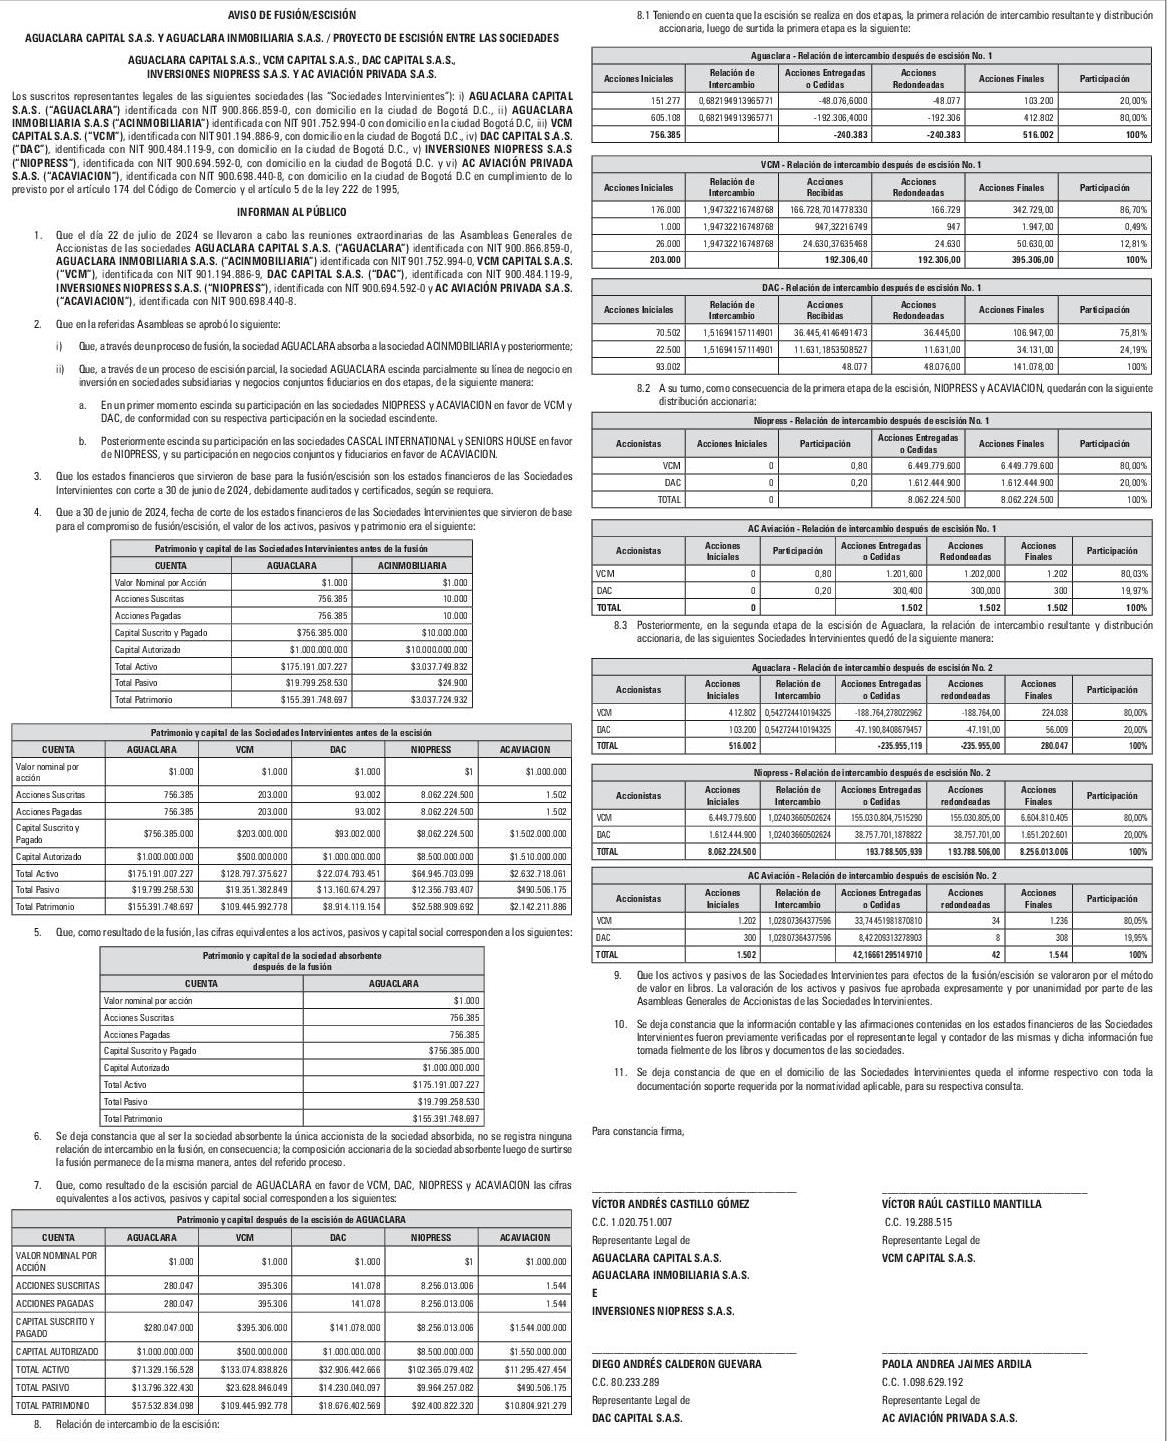 AVISO DE FUSIÓN/ESCISIÓN
AGUACLARA CAPITAL S.A.S. Y AGUACLARA INMOBILIARIA S.A.S. / PROYECTO DE ESCISIÓN ENTRE LAS SOCIEDADES
AGUACLARA CAPITAL S.A.S., VCM CAPITAL S.A.S., DAC CAPITAL S.A.S.,
INVERSIONES NIOPRESS S.A.S. Y AC AVIACIÓN PRIVADA S.A.S.
Los suscritos representantes legales de las siguientes sociedades (las "Sociedades Intervinientes"): i) AGUACLARA CAPITAL
S.A.S. ("AGUACLARA") identificada con NIT 900.866.859-0, con domicilio en la ciudad de Bogotá D.C., ii) AGUACLARA
INMOBILIARIA S.A.S ("ACINMOBILIARIA") identificada con NIT 901.752.994-0 con domicilio en la ciudad de Bogotá D.C, iii) VCM
CAPITAL S.A.S. ("VCM"), identificada con NIT 901.194.886-9, con domicilio en la ciudad de Bogotá D.C., iv) DAC CAPITAL S.A.S.
("DAC"), identificada con NIT 900.484.119-9, con domicilio en la ciudad de Bogotá D.C., v) INVERSIONES NIOPRESS S.A.S
("NIOPRESS"), identificada con NIT 900.694.592-0, con domicilio en la ciudad de Bogotá D.C. y vi) AC AVIACIÓN PRIVADA
S.A.S. ("ACAVIACION"), identificada con NIT 900.698.440-8, con domicilio en la ciudad de Bogotá D.C en cumplimiento de lo
previsto por el artículo 174 del Código de Comercio y el artículo 5 de la ley 222 de 1995,
INFORMAN AL PÚBLICO
1. Que el día 22 de julio de 2024 se llevaron a cabo las reuniones extraordinarias de las Asambleas Generales de
Accionistas de las sociedades AGUACLARA CAPITAL S.A.S. ("AGUACLARA") identificada con NIT 900.866.859-0,
AGUACLARA INMOBILIARIA S.A.S. ("ACINMOBILIARIA") identificada con NIT 901.752.994-0, VCM CAPITAL S.A.S.
("VCM"), identificada con NIT 901.194.886-9, DAC CAPITAL S.A.S. ("DAC"), identificada con NIT 900.484.119-9,
INVERSIONES NIOPRESS S.A.S. ("NIOPRESS"), identificada con NIT 900.694.592-0 y AC AVIACIÓN PRIVADA S.A.S.
("ACAVIACION"), identificada con NIT 900.698.440-8.
2. Que en la referidas Asambleas se aprobó lo siguiente:
i) Que, a través de un proceso de fusión, la sociedad AGUACLARA absorba a la sociedad ACINMOBILIARIA y posteriormente;
ii) Que, a través de un proceso de escisión parcial, la sociedad AGUACLARA escinda parcialmente su línea de negocio en
inversión en sociedades subsidiarias y negocios conjuntos fiduciarios en dos etapas, de la siguiente manera:
a. En un primer momento escinda su participación en las sociedades NIOPRESS y ACAVIACION en favor de VCM y
DAC, de conformidad con su respectiva participación en la sociedad escindente.
b. Posteriormente escinda su participación en las sociedades CASCAL INTERNATIONAL y SENIORS HOUSE en favor
de NIOPRESS, y su participación en negocios conjuntos y fiduciarios en favor de ACAVIACION.
3. Que los estados financieros que sirvieron de base para la fusión/escisión son los estados financieros de las Sociedades
Intervinientes con corte a 30 de junio de 2024, debidamente auditados y certificados, según se requiera.
4. Que a 30 de junio de 2024, fecha de corte de los estados financieros de las Sociedades Intervinientes que sirvieron de base
para el compromiso de fusión/escisión, el valor de los activos, pasivos y patrimonio era el siguiente:
Patrimonio y capital de las Sociedades Intervinientes antes de la fusión
CUENTA AGUACLARA ACINMOBILIARIA
Valor Nominal por Acción $1.000 $1.000
Acciones Suscritas 756.385 10.000
Acciones Pagadas 756.385 10.000
Capital Suscrito y Pagado $756.385.000 $10.000.000
Capital Autorizado $1.000.000.000 $10.000.000.000
Total Activo $175.191.007.227 $3.037.749.832
Total Pasivo $19.799.258.530 $24.900
Total Patrimonio $155.391.748.697 $3.037.724.932
Patrimonio y capital de las Sociedades Intervinientes antes de la escisión
CUENTA AGUACLARA VCM DAC NIOPRESS ACAVIACION
Valor nominal por
acción $1.000 $1.000 $1.000 $1 $1.000.000
Acciones Suscritas 756.385 203.000 93.002 8.062.224.500 1.502
Acciones Pagadas 756.385 203.000 93.002 8.062.224.500 1.502
Capital Suscrito y
Pagado $756.385.000 $203.000.000 $93.002.000 $8.062.224.500 $1.502.000.000
Capital Autorizado $1.000.000.000 $500.000.000 $1.000.000.000 $8.500.000.000 $1.510.000.000
Total Activo $175.191.007.227 $128.797.375.627 $22.074.793.451 $64.945.703.099 $2.632.718.061
Total Pasivo $19.799.258.530 $19.351.382.849 $13.160.674.297 $12.356.793.407 $490.506.175
Total Patrimonio $155.391.748.697 $109.445.992.778 $8.914.119.154 $52.588.909.692 $2.142.211.886
5. Que, como resultado de la fusión, las cifras equivalentes a los activos, pasivos y capital social corresponden a los siguientes:
Patrimonio y capital de la sociedad absorbente
después de la fusión
CUENTA AGUACLARA
Valor nominal por acción $1.000
Acciones Suscritas 756.385
Acciones Pagadas 756.385
Capital Suscrito y Pagado $756.385.000
Capital Autorizado $1.000.000.000
Total Activo $175.191.007.227
Total Pasivo $19.799.258.530
Total Patrimonio $155.391.748.697
6. Se deja constancia que al ser la sociedad absorbente la única accionista de la sociedad absorbida, no se registra ninguna
relación de intercambio en la fusión, en consecuencia; la composición accionaria de la sociedad absorbente luego de surtirse
la fusión permanece de la misma manera, antes del referido proceso.
7. Que, como resultado de la escisión parcial de AGUACLARA en favor de VCM, DAC, NIOPRESS y ACAVIACION las cifras
equivalentes a los activos, pasivos y capital social corresponden a los siguientes:
Patrimonio y capital después de la escisión de AGUACLARA
CUENTA AGUACLARA VCM DAC NIOPRESS ACAVIACION
VALOR NOMINAL POR
ACCIÓN $1.000 $1.000 $1.000 $1 $1.000.000
ACCIONES SUSCRITAS 280.047 395.306 141.078 8.256.013.006 1.544
ACCIONES PAGADAS 280.047 395.306 141.078 8.256.013.006 1.544
CAPITAL SUSCRITO Y
PAGADO $280.047.000 $395.306.000 $141.078.000 $8.256.013.006 $1.544.000.000
CAPITAL AUTORIZADO $1.000.000.000 $500.000.000 $1.000.000.000 $8.500.000.000 $1.550.000.000
TOTAL ACTIVO $71.329.156.528 $133.074.838.826 $32.906.442.666 $102.365.079.402 $11.295.427.454
TOTAL PASIVO $13.796.322.430 $23.628.846.049 $14.230.040.097 $9.964.257.082 $490.506.175
TOTAL PATRIMONIO $57.532.834.098 $109.445.992.778 $18.676.402.569 $92.400.822.320 $10.804.921.279
8. Relación de intercambio de la escisión:
8.1 Teniendo en cuenta que la escisión se realiza en dos etapas, la primera relación de intercambio resultante y distribución
accionaria, luego de surtida la primera etapa es la siguiente:
Aguaclara - Relación de intercambio después de escisión No. 1
Acciones Iniciales Relación de Intercambio Acciones Entregadas o Cedidas Acciones Redondeadas Acciones Finales Participación
151.277 0,682194913965771 -48.076,6000 -48.077 103.200 20,00%
605.108 0,682194913965771 -192.306,4000 -192.306 412.802 80,00%
756.385 -240.383 -240.383 516.002 100%
VCM - Relación de intercambio después de escisión No. 1
Acciones Iniciales Relación de Intercambio Acciones Recibidas Acciones Redondeadas Acciones Finales Participación
176.000 1,94732216748768 166.728,7014778330 166.729 342.729,00 86,70%
1.000 1,94732216748768 947,32216749 947 1.947,00 0,49%
26.000 1,94732216748768 24.630,37635468 24.630 50.630,00 12,81%
203.000 192.306,40 192.306,00 395.306,00 100%
DAC - Relación de intercambio después de escisión No. 1
Acciones Iniciales Relación de Intercambio Acciones Recibidas Acciones Redondeadas Acciones Finales Participación
70.502 1,51694157114901 36.445,4146491473 36.445,00 106.947,00 75,81%
22.500 1,51694157114901 11.631,1853508527 11.631,00 34.131,00 24,19%
93.002 48.077 48.076,00 141.078,00 100%
8.2 A su turno, como consecuencia de la primera etapa de la escisión, NIOPRESS y ACAVIACION, quedarán con la siguiente
distribución accionaria:
Niopress - Relación de intercambio después de escisión No. 1
Accionistas Acciones Iniciales Participación Acciones Entregadas o Cedidas Acciones Finales Participación
VCM 0 0,80 6.449.779.600 6.449.779.600 80,00%
DAC 0 0,20 1.612.444.900 1.612.444.900 20,00%
TOTAL 0 8.062.224.500 8.062.224.500 100%
AC Aviación - Relación de intercambio después de escisión No. 1
Accionistas Acciones Iniciales Participación Acciones Entregadas o Cedidas Acciones Redondeadas Acciones Finales Participación
VCM 0 0,80 1.201,600 1.202,000 1.202 80,03%
DAC 0 0,20 300,400 300,000 300 19,97%
TOTAL 0 1.502 1.502 1.502 100%
8.3 Posteriormente, en la segunda etapa de la escisión de Aguaclara, la relación de intercambio resultante y distribución
accionaria, de las siguientes Sociedades Intervinientes quedó de la siguiente manera:
Aguaclara - Relación de intercambio después de escisión No. 2
Accionistas Acciones Iniciales Relación de Intercambio Acciones Entregadas o Cedidas Acciones redondeadas Acciones Finales Participación
VCM 412.802 0,542724410194325 -188.764,278022962 -188.764,00 224.038 80,00%
DAC 103.200 0,542724410194325 -47.190,8408679457 -47.191,00 56.009 20,00%
TOTAL 516.002 -235.955,119 -235.955,00 280.047 100%
Niopress - Relación de intercambio después de escisión No. 2
Accionistas Acciones Iniciales Relación de Intercambio Acciones Entregadas o Cedidas Acciones redondeadas Acciones Finales Participación
VCM 6.449.779.600 1,02403660502624 155.030.804,7515290 155.030.805,00 6.604.810.405 80,00%
DAC 1.612.444.900 1,02403660502624 38.757.701,1878822 38.757.701,00 1.651.202.601 20,00%
TOTAL 8.062.224.500 193.788.505,939 193.788.506,00 8.256.013.006 100%
AC Aviación - Relación de intercambio después de escisión No. 2
Accionistas Acciones Iniciales Relación de Intercambio Acciones Entregadas o Cedidas Acciones redondeadas Acciones Finales Participación
VCM 1.202 1,02807364377596 33,7445198187081​0 34 1.236 80,05%
DAC 300 1,02807364377596 8,42209313278903 8 308 19,95%
TOTAL 1.502 42,1666129514971​0 42 1.544 100%
9. Que los activos y pasivos de las Sociedades Intervinientes para efectos de la fusión/escisión se valoraron por el método
de valor en libros. La valoración de los activos y pasivos fue aprobada expresamente y por unanimidad por parte de las
Asambleas Generales de Accionistas de las Sociedades Intervinientes.
10. Se deja constancia que la información contable y las afirmaciones contenidas en los estados financieros de las Sociedades
Intervinientes fueron previamente verificadas por el representante legal y contador de las mismas y dicha información fue
tomada fielmente de los libros y documentos de las sociedades.
11. Se deja constancia de que en el domicilio de las Sociedades Intervinientes queda el informe respectivo con toda la
documentación soporte requerida por la normatividad aplicable, para su respectiva consulta.
Para constancia firma,
VÍCTOR ANDRÉS CASTILLO GÓMEZ
C.C. 1.020.751.007
Representante Legal de
AGUACLARA CAPITAL S.A.S.
AGUACLARA INMOBILIARIA S.A.S.
E
INVERSIONES NIOPRESS S.A.S.
VÍCTOR RAÚL CASTILLO MANTILLA
C.C. 19.288.515
Representante Legal de
VCM CAPITAL S.A.S.
DIEGO ANDRÉS CALDERON GUEVARA
C.C. 80.233.289
Representante Legal de
DAC CAPITAL S.A.S.
PAOLA ANDREA JAIMES ARDILA
C.C. 1.098.629.192
Representante Legal de
AC AVIACIÓN PRIVADA S.A.S.